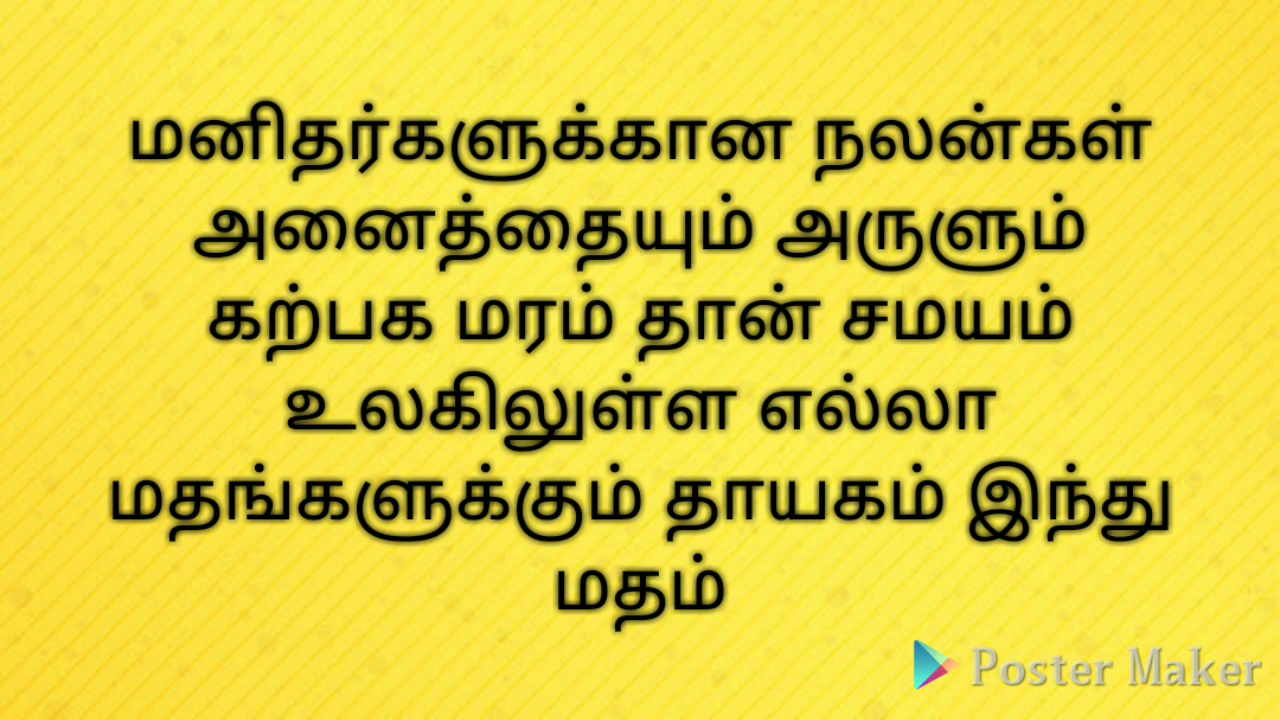 மனிதர்களுக்கான நலன்கள்
அனைத்தையும் அருளும்
கற்பக மரம் தான் சமயம்
உலகிலுள்ள எல்லா
மதங்களுக்கும் தாயகம் இந்து
மதம்
Poster Maker